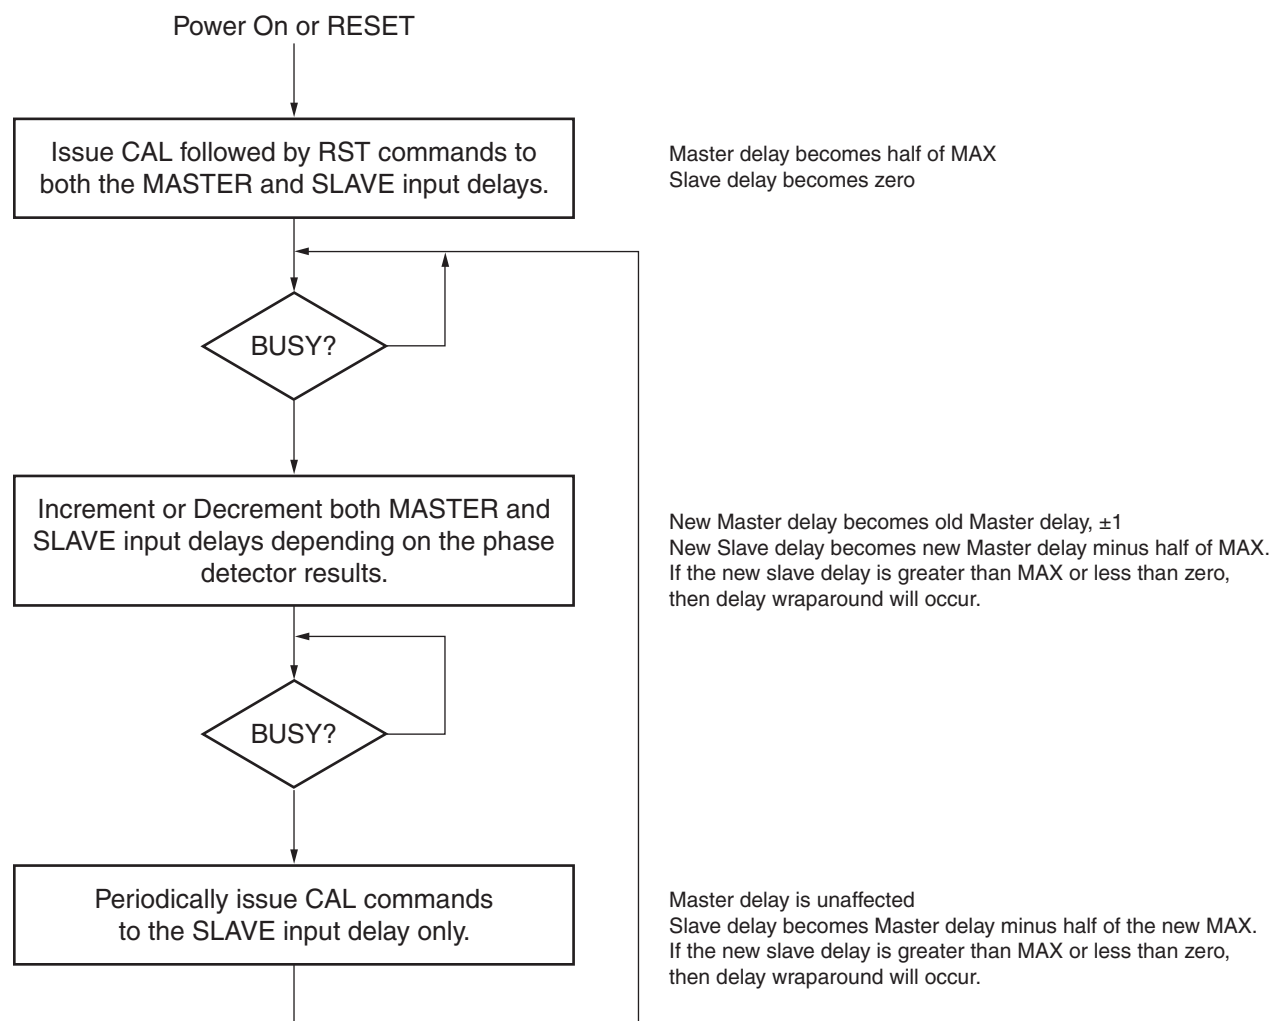 Power On or RESET
Issue CAL followed by RST commands to
both the MASTER and SLAVE input delays.
Master delay becomes half of MAX
Slave delay becomes zero
BUSY?
Increment or Decrement both MASTER and
SLAVE input delays depending on the phase
detector results.
New Master delay becomes old Master delay, ±1
New Slave delay becomes new Master delay minus half of MAX.
If the new slave delay is greater than MAX or less than zero,
then delay wraparound will occur.
BUSY?
Periodically issue CAL commands
to the SLAVE input delay only.
Master delay is unaffected
Slave delay becomes Master delay minus half of the new MAX.
If the new slave delay is greater than MAX or less than zero,
then delay wraparound will occur.